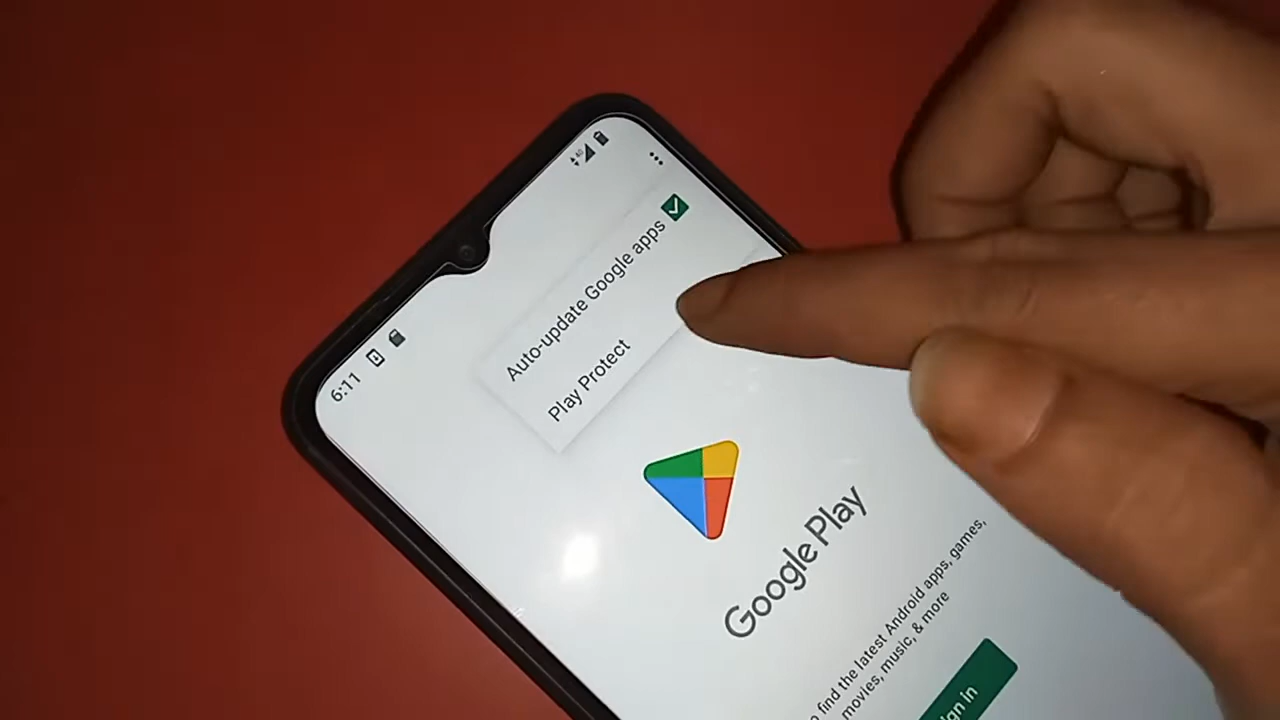 6:11
Auto-update Google apps
Play Protect
Google Play
find the latest Android apps, games,
movies, music, & more
in